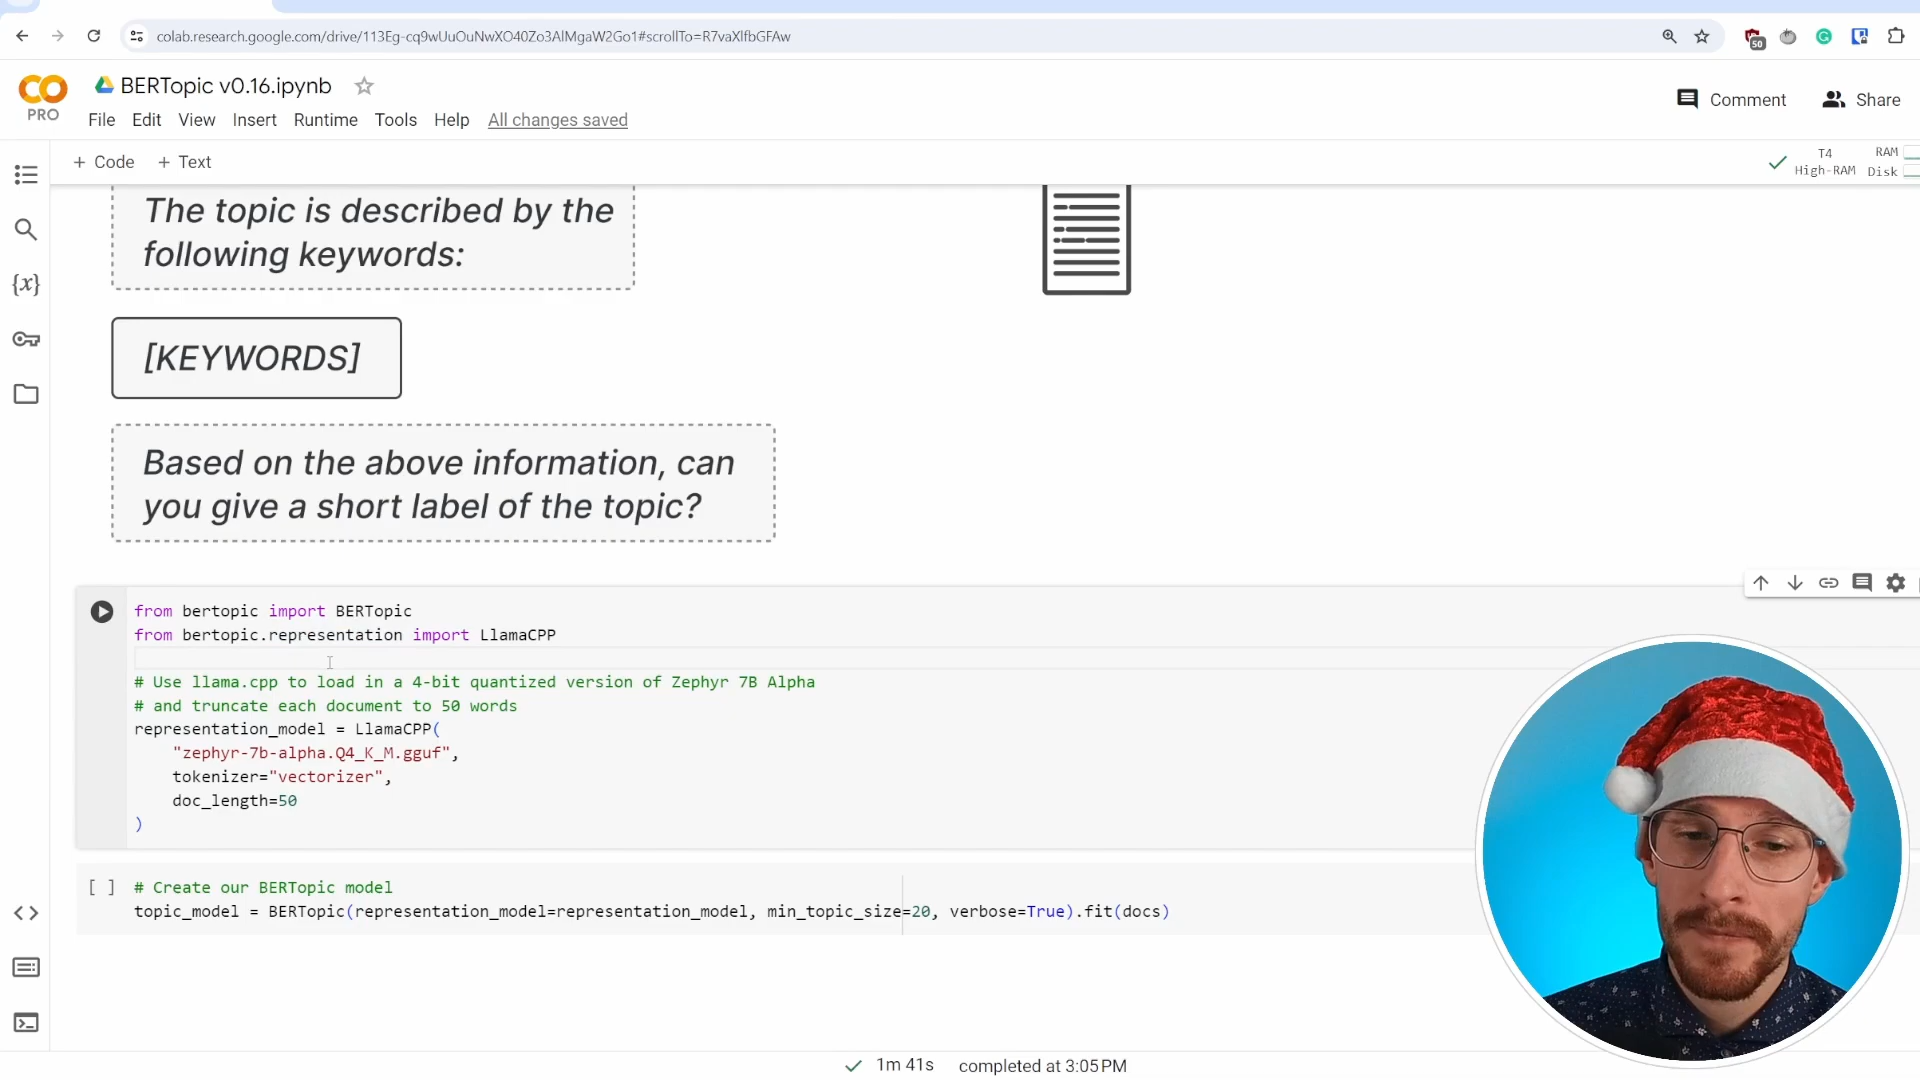 colab.research.google.com/drive/113Eg-cq9wUuOuNwXO40Zo3AlMgaW2Go1#scrollTo=R7vaXlfbGFAw
50
PRO
BERTopic v0.16.ipynb
File Edit View Insert Runtime Tools Help All changes saved
Comment
Share
+ Code + Text
T4
High-RAM
RAM
Disk
{x}
The topic is described by the
following keywords:
[KEYWORDS]
Based on the above information, can
you give a short label of the topic?
from bertopic import BERTopic
from bertopic.representation import LlamaCPP
# Use llama.cpp to load in a 4-bit quantized version of Zephyr 7B Alpha
# and truncate each document to 50 words
representation_model = LlamaCPP(
"zephyr-7b-alpha.Q4_K_M.gguf",
tokenizer="vectorizer",
doc_length=50
)
[ ] # Create our BERTopic model
topic_model = BERTopic(representation_model=representation_model, min_topic_size=20, verbose=True).fit(docs)
1m 41s completed at 3:05 PM